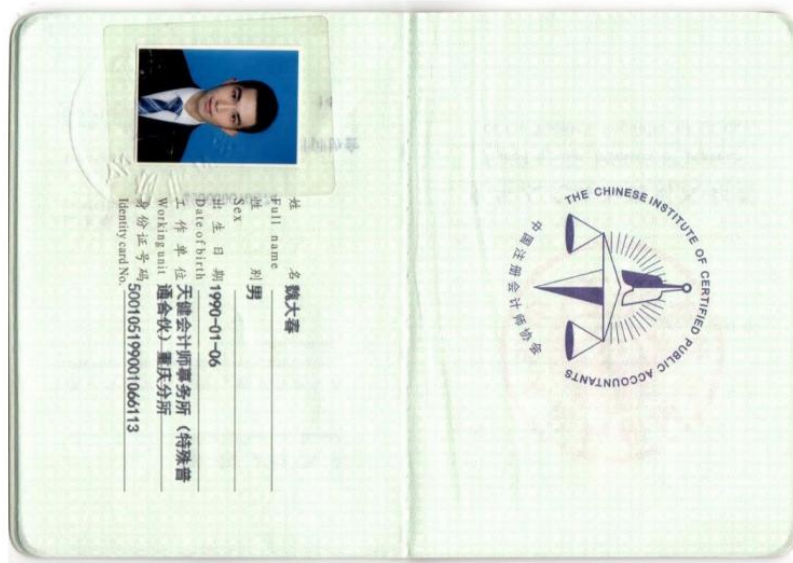 姓 名 魏大春
Full name
性 别 男
Sex
出 生 日 期 1990-01-06
Date of birth
工 作 单 位 天健会计师事务所（特殊普
Working unit 通合伙）重庆分所
身份证号码
Identity card No. 500105199001066113
THE CHINESE INSTITUTE OF CERTIFIED PUBLIC ACCOUNTANTS
中国注册会计师协会